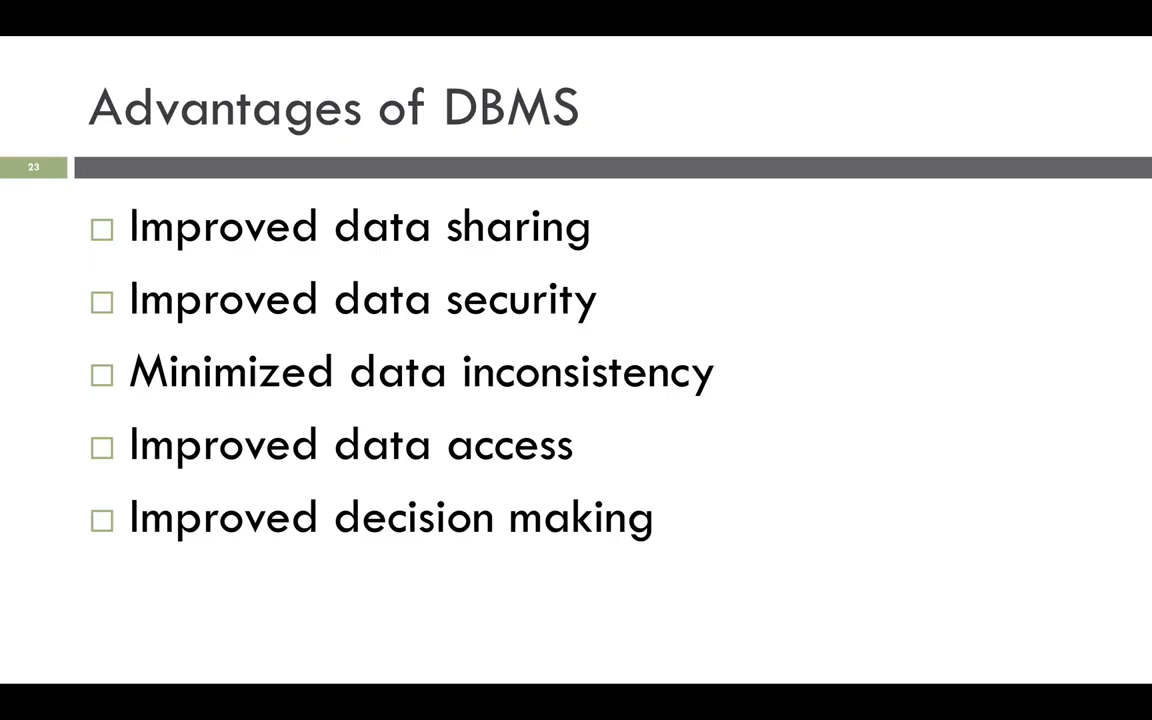 Advantages of DBMS
23
Improved data sharing
Improved data security
Minimized data inconsistency
Improved data access
Improved decision making